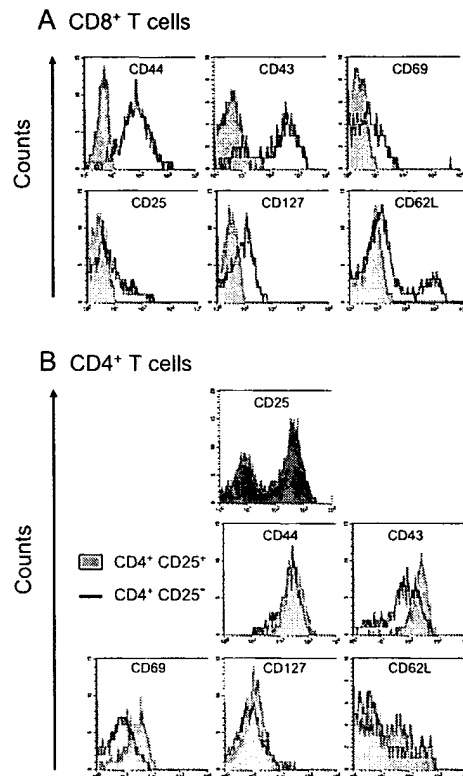 A CD8⁺ T cells
CD44
CD43
CD69
Counts
CD25
CD127
CD62L
B CD4⁺ T cells
CD25
Counts
CD44
CD43
CD4⁺ CD25⁺
CD4⁺ CD25⁻
CD69
CD127
CD62L